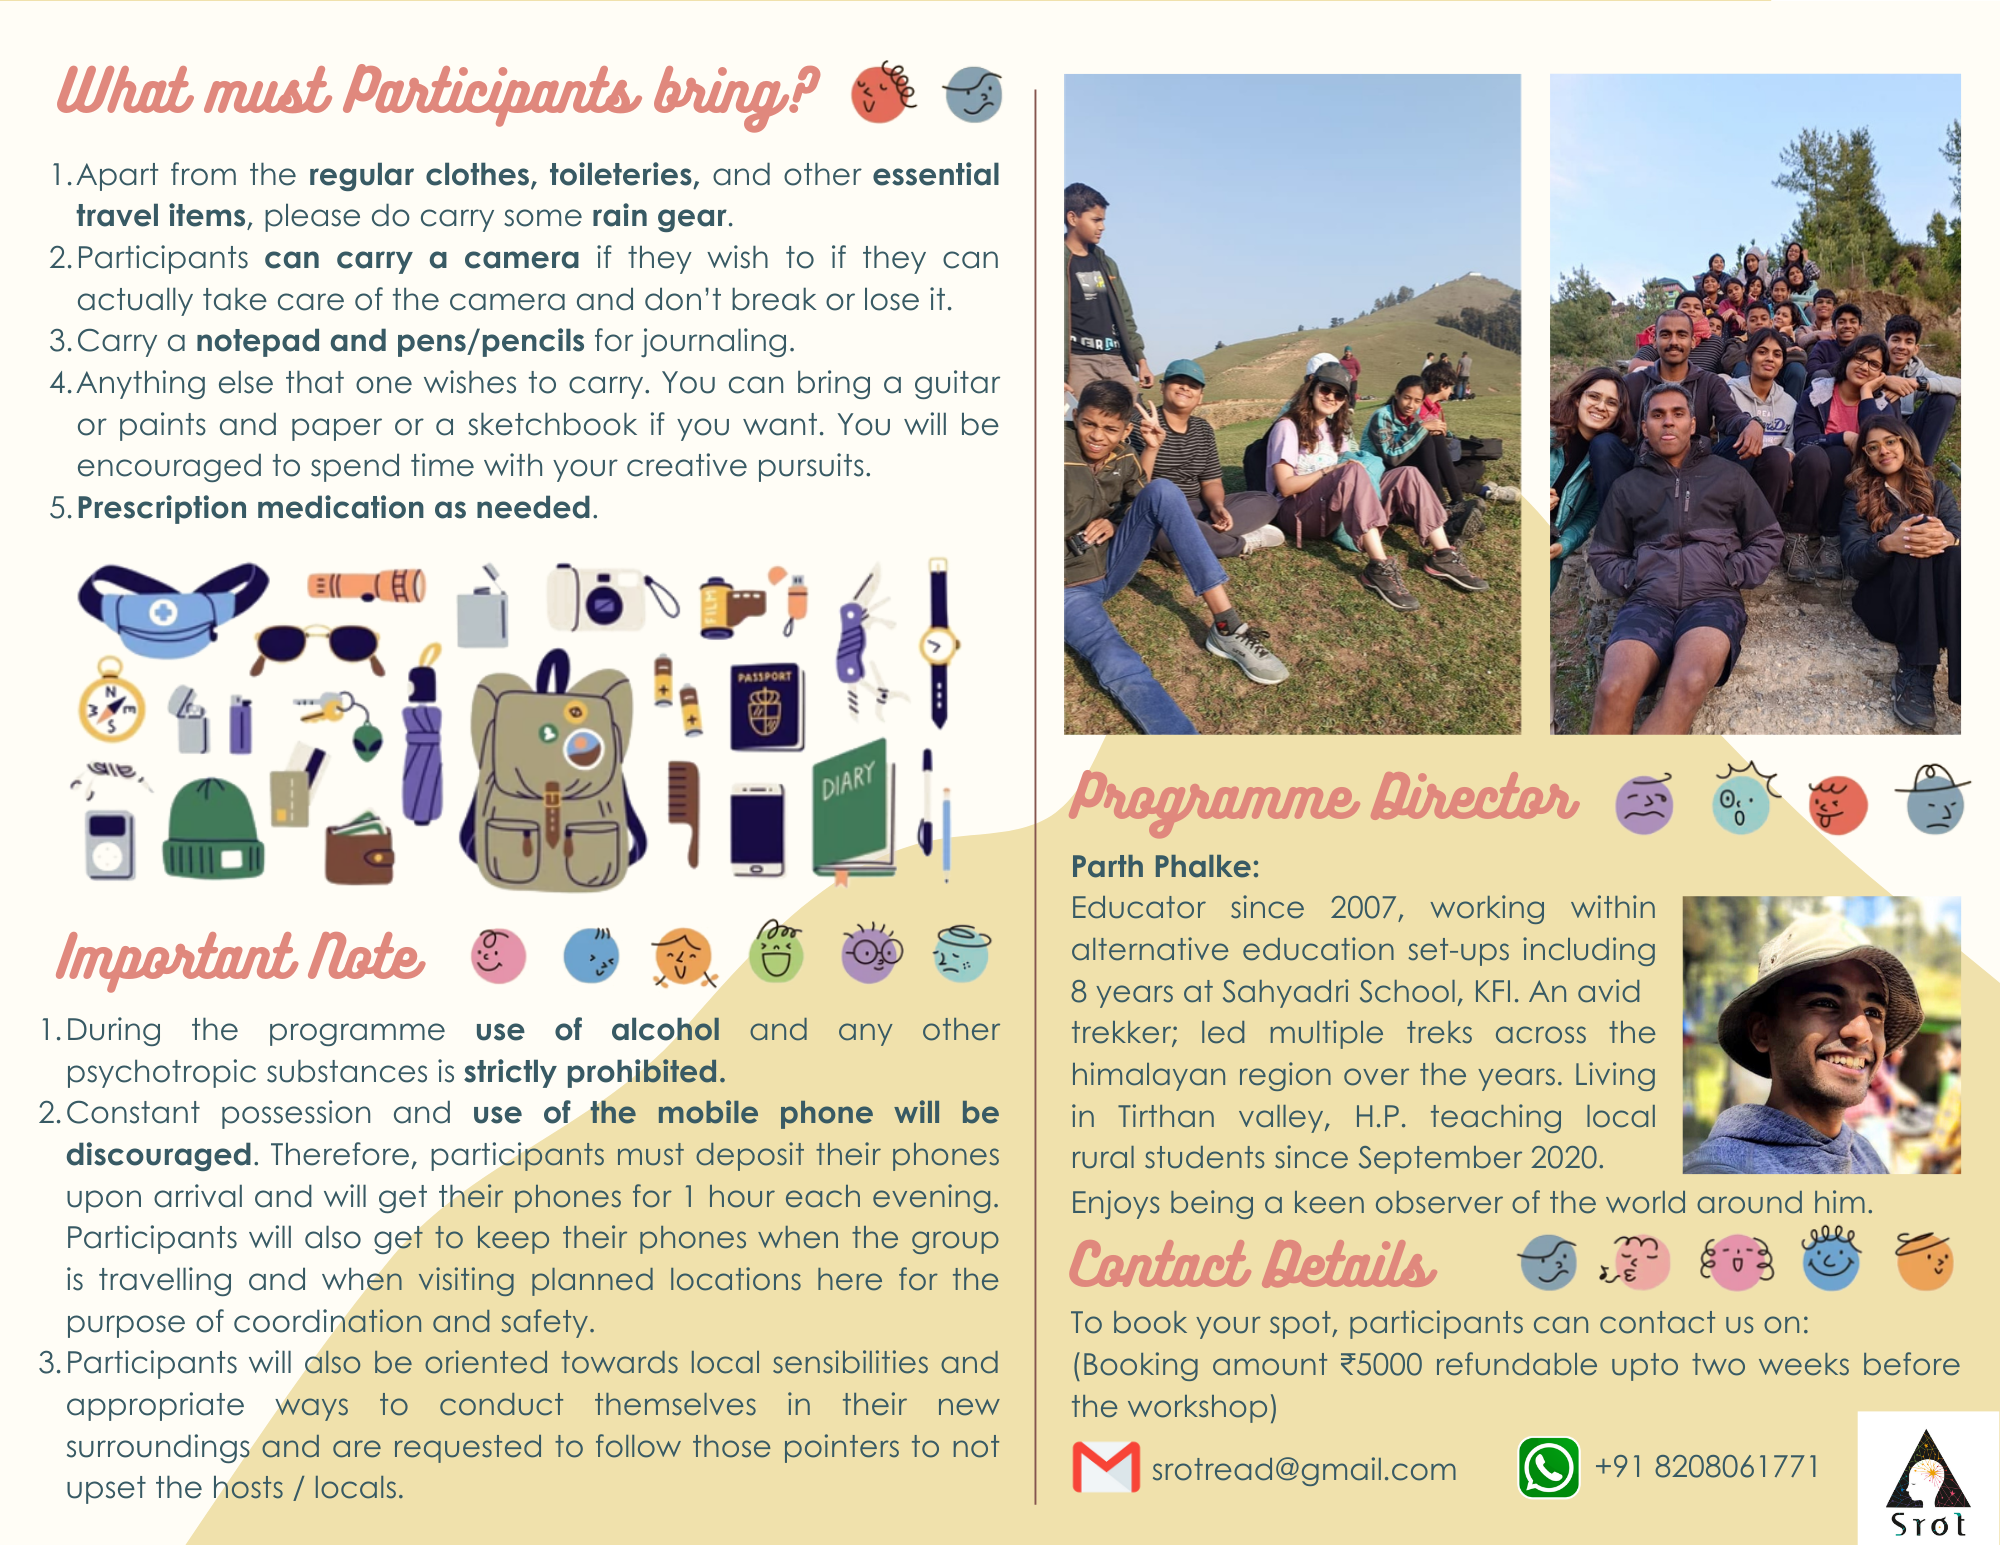 What must Participants bring?
1. Apart from the regular clothes, toileteries, and other essential
travel items, please do carry some rain gear.
2. Participants can carry a camera if they wish to if they can
actually take care of the camera and don't break or lose it.
3. Carry a notepad and pens/pencils for journaling.
4. Anything else that one wishes to carry. You can bring a guitar
or paints and paper or a sketchbook if you want. You will be
encouraged to spend time with your creative pursuits.
5. Prescription medication as needed.
FILM
PASSPORT
N
E
S
DIARY
Important Note
1. During the programme use of alcohol and any other
psychotropic substances is strictly prohibited.
2. Constant possession and use of the mobile phone will be
discouraged. Therefore, participants must deposit their phones
upon arrival and will get their phones for 1 hour each evening.
Participants will also get to keep their phones when the group
is travelling and when visiting planned locations here for the
purpose of coordination and safety.
3. Participants will also be oriented towards local sensibilities and
appropriate ways to conduct themselves in their new
surroundings and are requested to follow those pointers to not
upset the hosts / locals.
Programme Director
Parth Phalke:
Educator since 2007, working within
alternative education set-ups including
8 years at Sahyadri School, KFI. An avid
trekker; led multiple treks across the
himalayan region over the years. Living
in Tirthan valley, H.P. teaching local
rural students since September 2020.
Enjoys being a keen observer of the world around him.
Contact Details
To book your spot, participants can contact us on:
(Booking amount ₹5000 refundable upto two weeks before
the workshop)
srotread@gmail.com
+91 8208061771
Srot